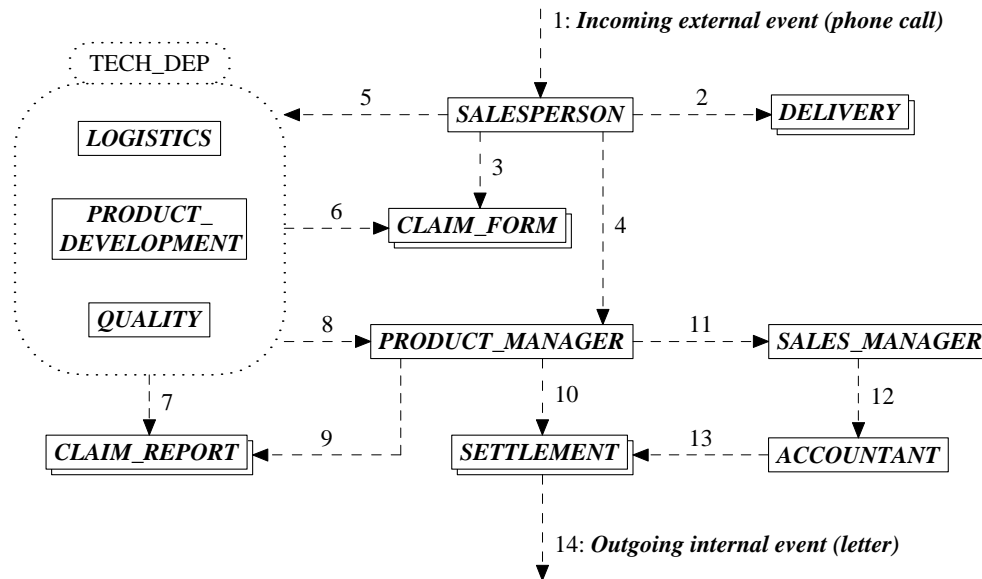 1: Incoming external event (phone call)
TECH_DEP
5
SALESPERSON
2
DELIVERY
LOGISTICS
3
PRODUCT_
DEVELOPMENT
6
CLAIM_FORM
4
QUALITY
8
PRODUCT_MANAGER
11
SALES_MANAGER
7
10
12
CLAIM_REPORT
9
SETTLEMENT
13
ACCOUNTANT
14: Outgoing internal event (letter)